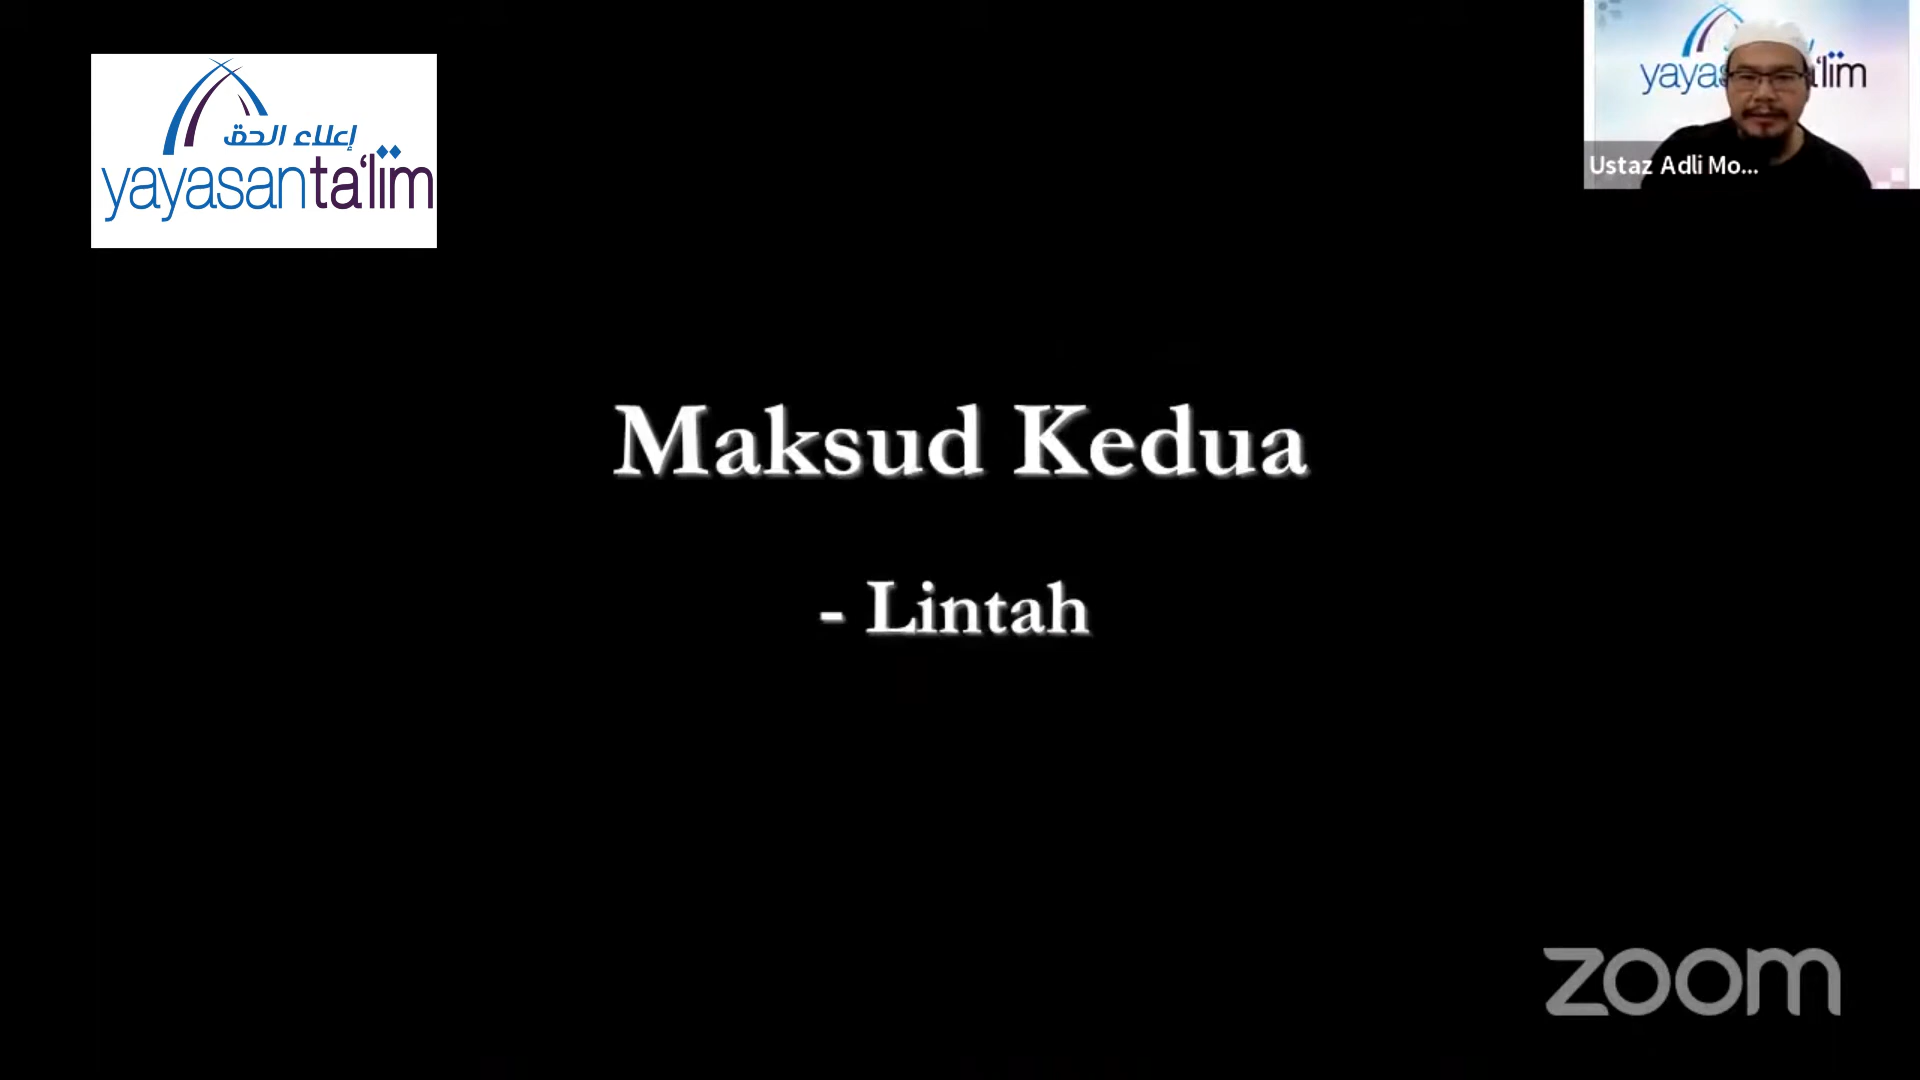 إعلاء الحق
yayasanta'lim
Ustaz Adli Mo...
Maksud Kedua
- Lintah
zoom